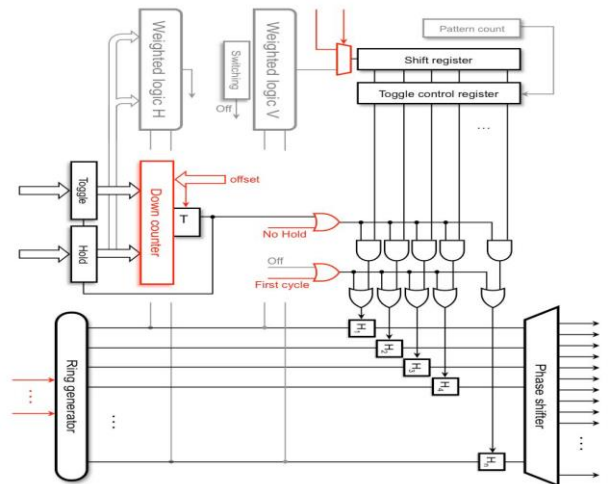 Weighted logic H
Switching
Off
Weighted logic V
Pattern count
Shift register
Toggle control register
...
Toggle
Hold
Down counter
offset
T
No Hold
Off
First cycle
Ring generator
...
...
H1
H2
H3
H4
Hn
Phase shifter
...